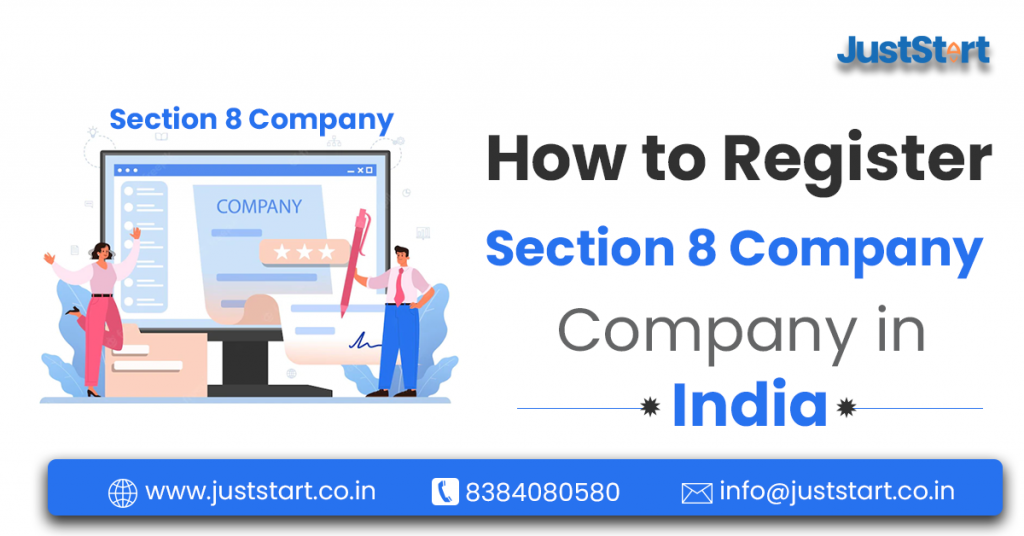 JustStart
Section 8 Company
COMPANY
How to Register
Section 8 Company
Company in
India
www.juststart.co.in
8384080580
info@juststart.co.in